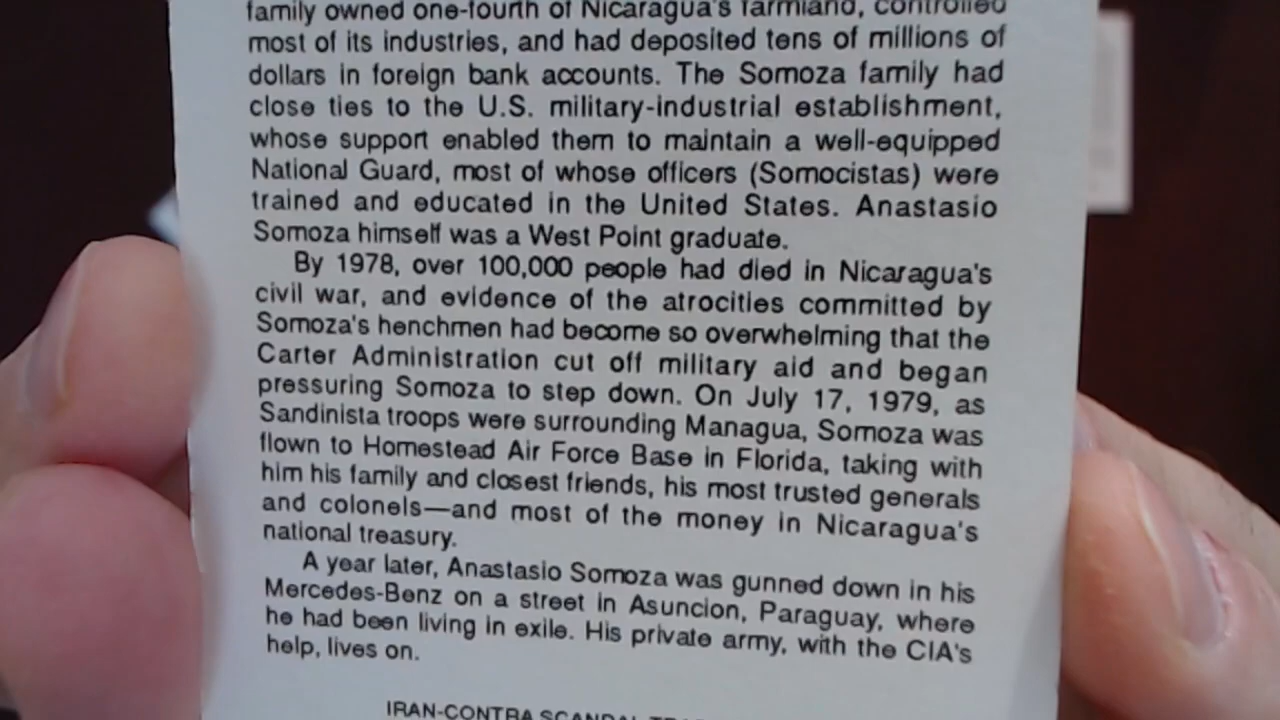 family owned one-fourth of Nicaragua's farmland, controlled
most of its industries, and had deposited tens of millions of
dollars in foreign bank accounts. The Somoza family had
close ties to the U.S. military-industrial establishment,
whose support enabled them to maintain a well-equipped
National Guard, most of whose officers (Somocistas) were
trained and educated in the United States. Anastasio
Somoza himself was a West Point graduate.
By 1978, over 100,000 people had died in Nicaragua's
civil war, and evidence of the atrocities committed by
Somoza's henchmen had become so overwhelming that the
Carter Administration cut off military aid and began
pressuring Somoza to step down. On July 17, 1979, as
Sandinista troops were surrounding Managua, Somoza was
flown to Homestead Air Force Base in Florida, taking with
him his family and closest friends, his most trusted generals
and colonels—and most of the money in Nicaragua's
national treasury.
A year later, Anastasio Somoza was gunned down in his
Mercedes-Benz on a street in Asuncion, Paraguay, where
he had been living in exile. His private army, with the CIA's
help, lives on.
IRAN-CONTRA SCANDAL